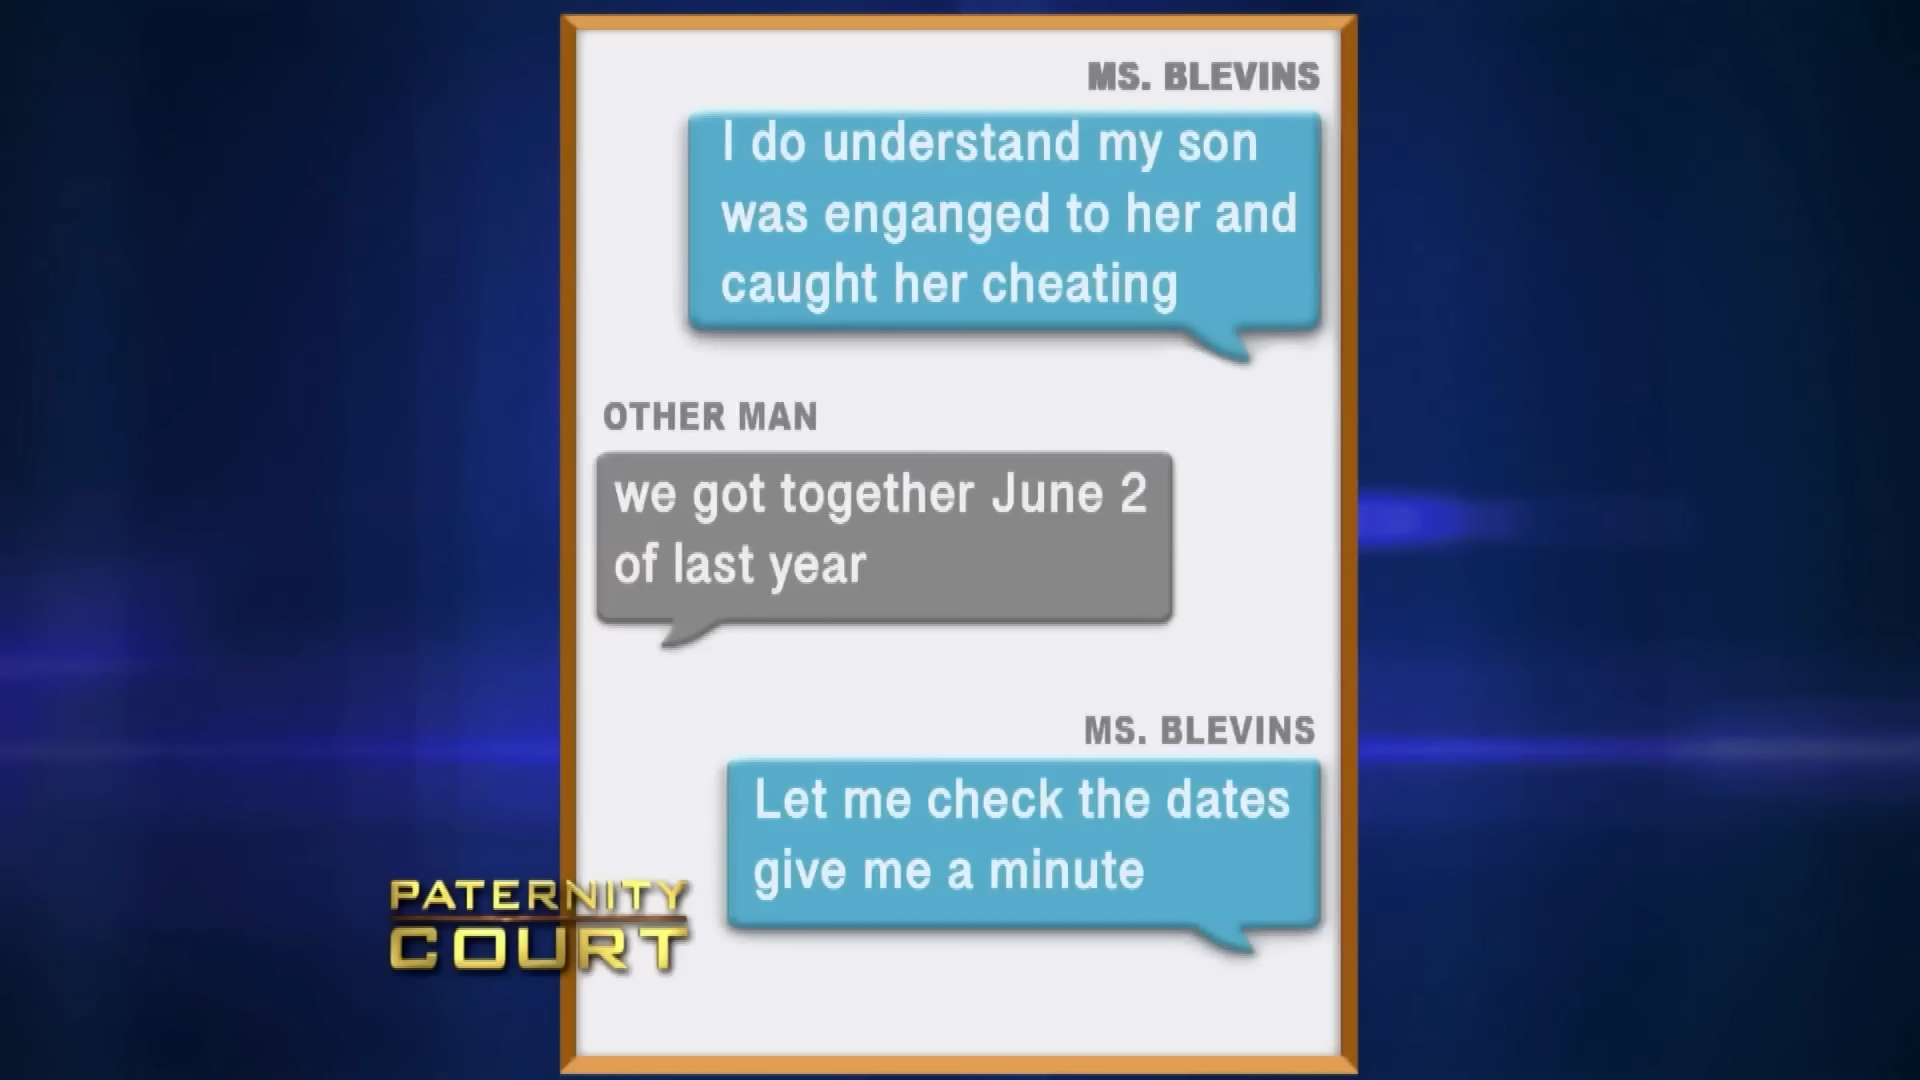 MS. BLEVINS
I do understand my son
was enganged to her and
caught her cheating
OTHER MAN
we got together June 2
of last year
MS. BLEVINS
Let me check the dates
give me a minute
PATERNITY
COURT